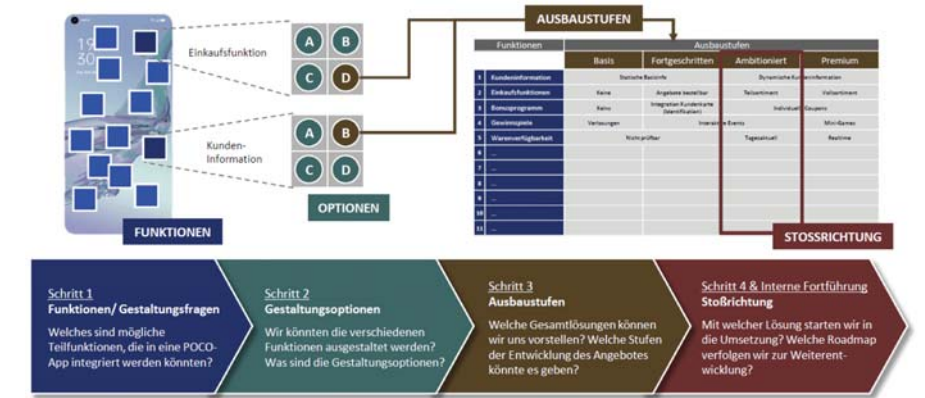 AUSBAUSTUFEN
19
30
Einkaufsfunktion
A B
C D
Kunden-
Information
A B
C D
FUNKTIONEN
OPTIONEN
Funktionen Ausbaustufen
Basis Fortgeschritten Ambitioniert Premium
1 Kundeninformation Statische Basisinfo Dynamische Kundeninformation
2 Einkaufsfunktionen Keine Angebote bestellbar Teilsortiment Vollsortiment
3 Bonusprogramm Keine Integration Kundenkarte
(Identifikation) Individuelle Coupons
4 Gewinnspiele Verlosungen Interaktive Events Mini-Games
5 Warenverfügbarkeit Nicht prüfbar Tagesaktuell Realtime
6 ...
7 ...
8 ...
9 ...
10 ...
11 ...
STOSSRICHTUNG
Schritt 1
Funktionen/ Gestaltungsfragen
Welches sind mögliche
Teilfunktionen, die in eine POCO-
App integriert werden könnten?
Schritt 2
Gestaltungsoptionen
Wir könnten die verschiedenen
Funktionen ausgestaltet werden?
Was sind die Gestaltungsoptionen?
Schritt 3
Ausbaustufen
Welche Gesamtlösungen können
wir uns vorstellen? Welche Stufen
der Entwicklung des Angebotes
könnte es geben?
Schritt 4 & Interne Fortführung
Stoßrichtung
Mit welcher Lösung starten wir in
die Umsetzung? Welche Roadmap
verfolgen wir zur Weiterent-
wicklung?